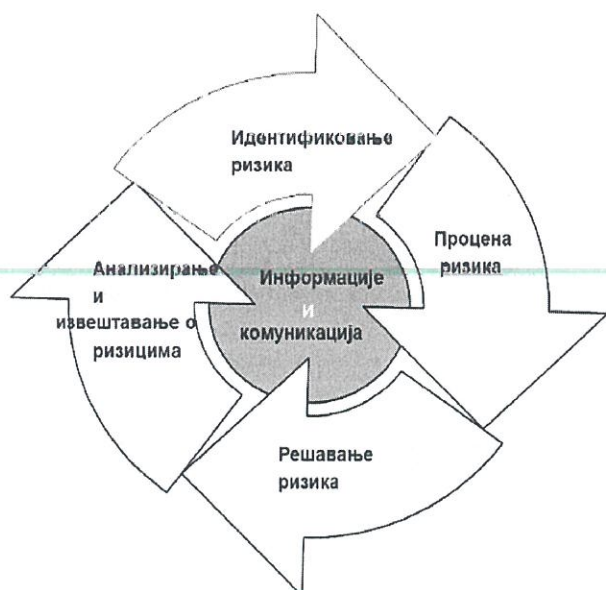 Идентификовање
ризика
Процена
ризика
Анализирање
и
извештавање о
ризицима
Информације
и
комуникација
Решавање
ризика